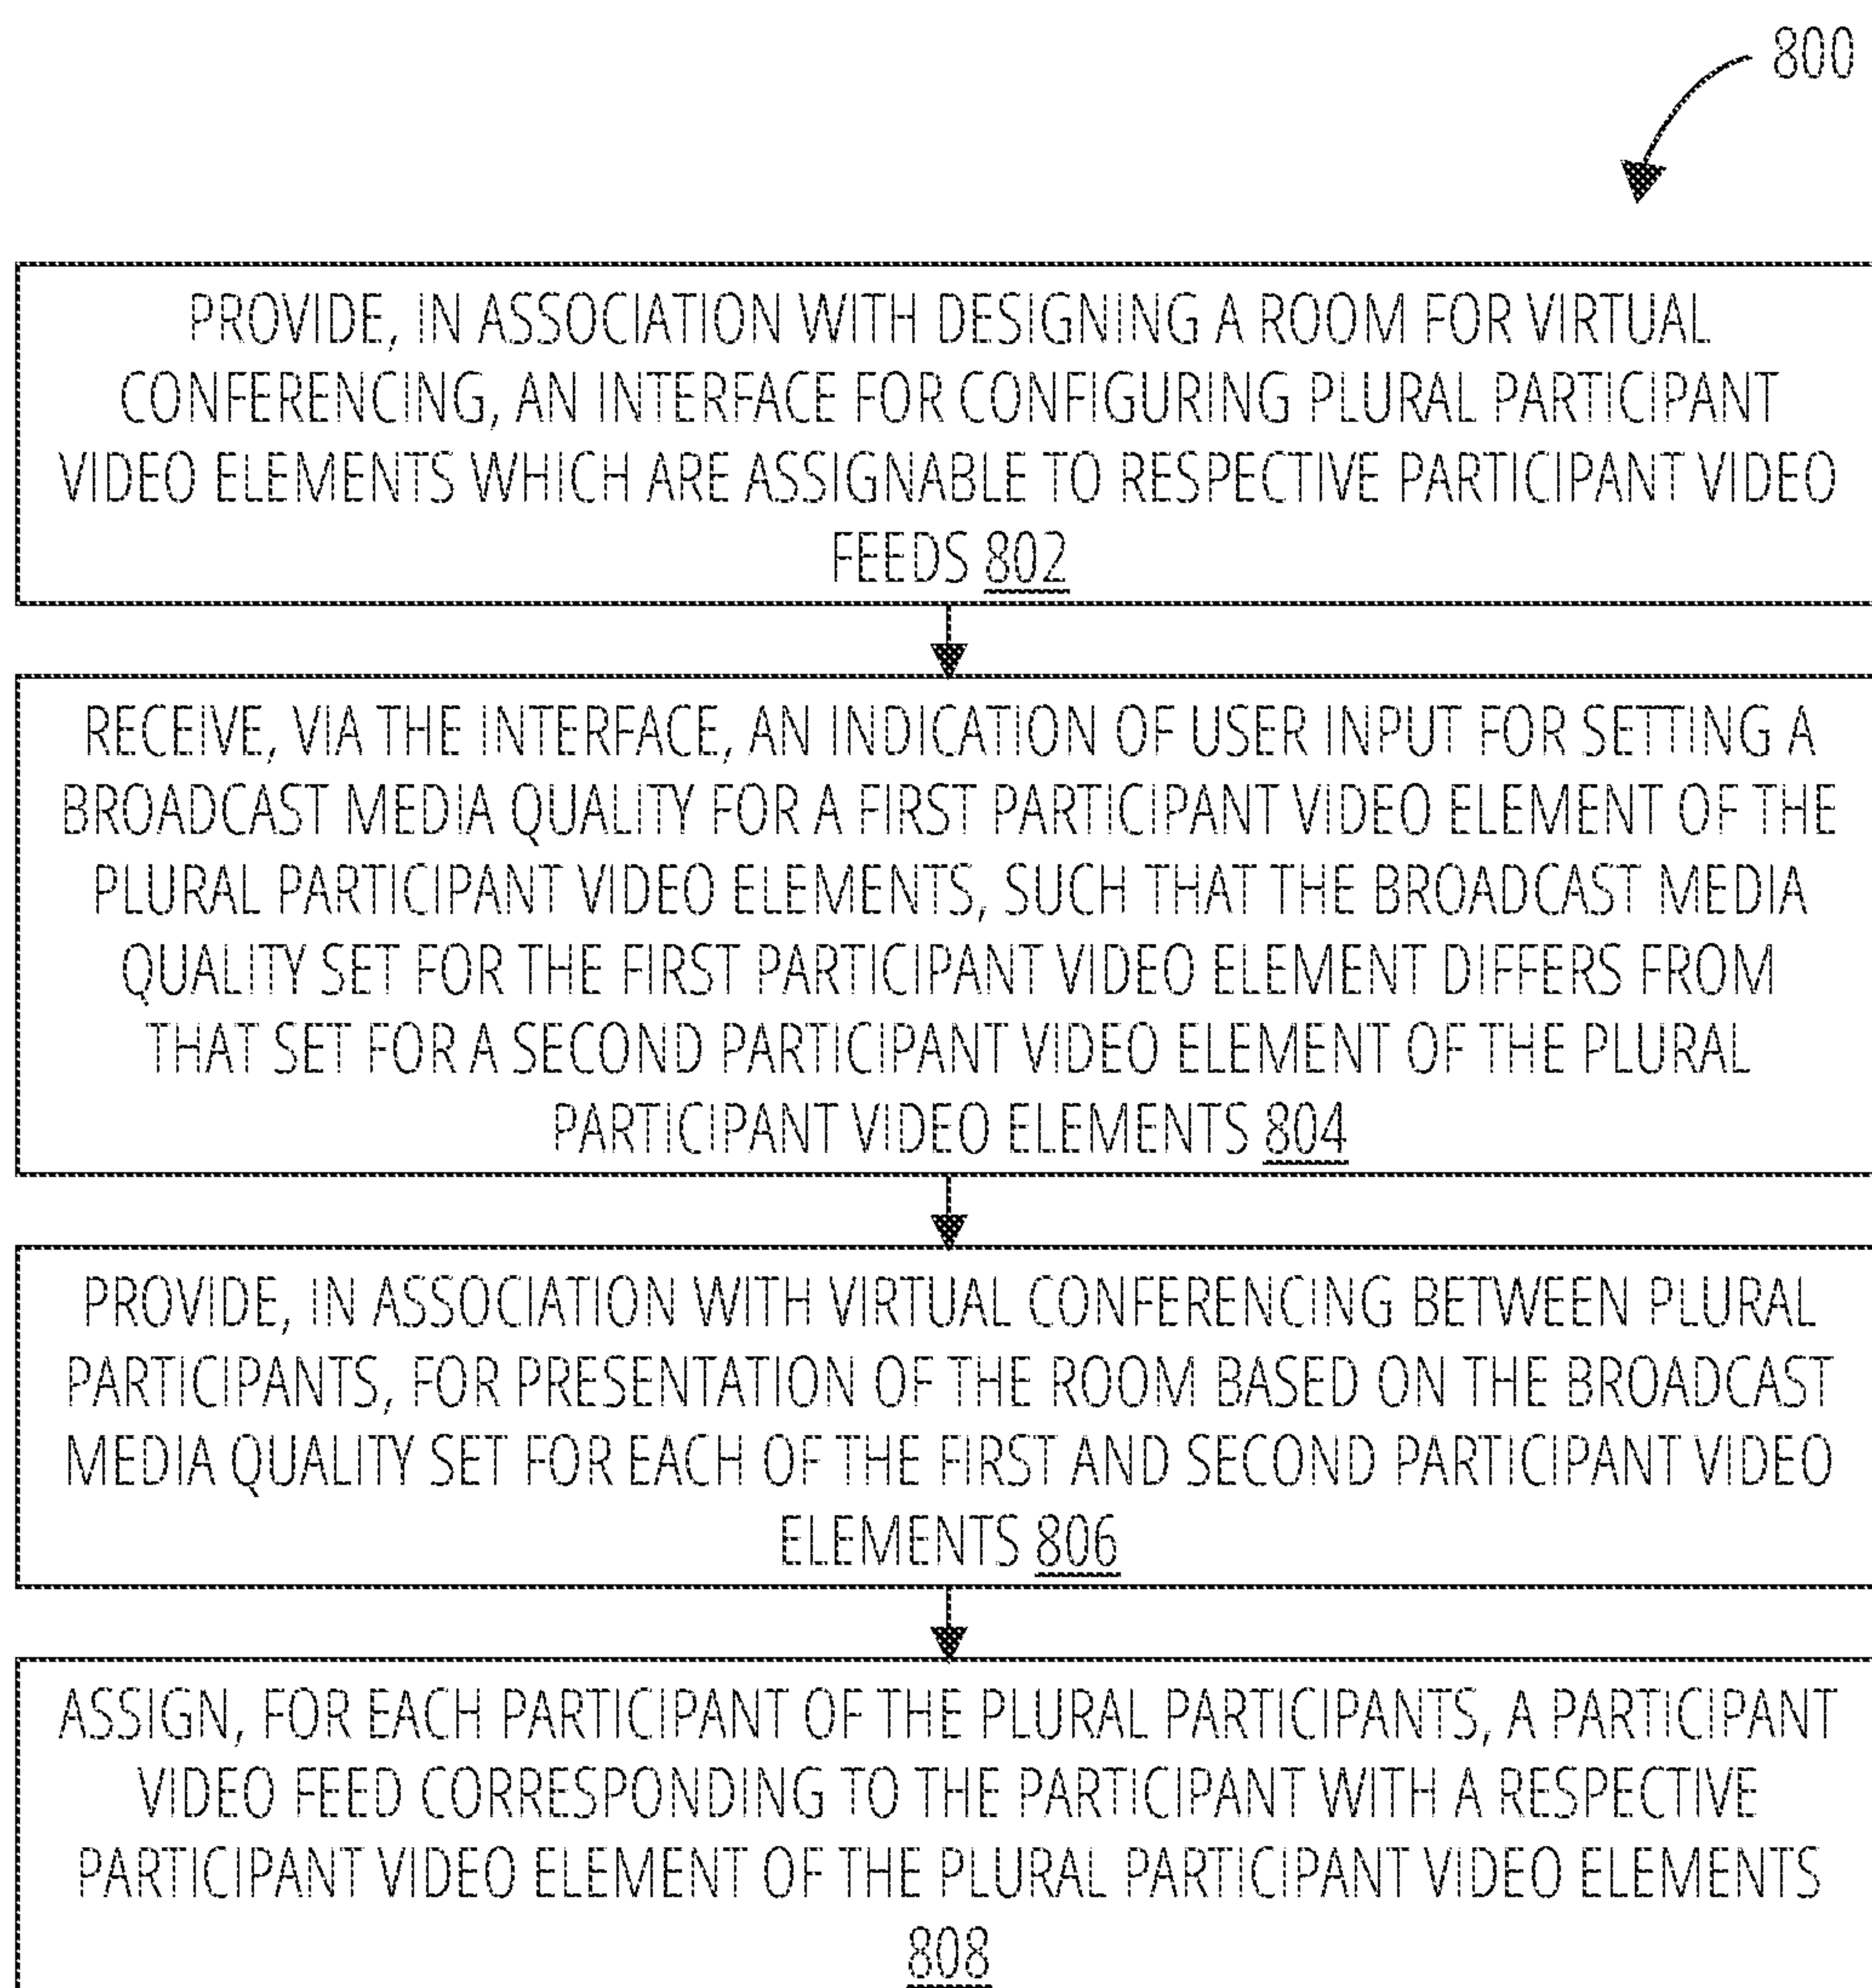 800
PROVIDE, IN ASSOCIATION WITH DESIGNING A ROOM FOR VIRTUAL
CONFERENCING, AN INTERFACE FOR CONFIGURING PLURAL PARTICIPANT
VIDEO ELEMENTS WHICH ARE ASSIGNABLE TO RESPECTIVE PARTICIPANT VIDEO
FEEDS 802
RECEIVE, VIA THE INTERFACE, AN INDICATION OF USER INPUT FOR SETTING A
BROADCAST MEDIA QUALITY FOR A FIRST PARTICIPANT VIDEO ELEMENT OF THE
PLURAL PARTICIPANT VIDEO ELEMENTS, SUCH THAT THE BROADCAST MEDIA
QUALITY SET FOR THE FIRST PARTICIPANT VIDEO ELEMENT DIFFERS FROM
THAT SET FOR A SECOND PARTICIPANT VIDEO ELEMENT OF THE PLURAL
PARTICIPANT VIDEO ELEMENTS 804
PROVIDE, IN ASSOCIATION WITH VIRTUAL CONFERENCING BETWEEN PLURAL
PARTICIPANTS, FOR PRESENTATION OF THE ROOM BASED ON THE BROADCAST
MEDIA QUALITY SET FOR EACH OF THE FIRST AND SECOND PARTICIPANT VIDEO
ELEMENTS 806
ASSIGN, FOR EACH PARTICIPANT OF THE PLURAL PARTICIPANTS, A PARTICIPANT
VIDEO FEED CORRESPONDING TO THE PARTICIPANT WITH A RESPECTIVE
PARTICIPANT VIDEO ELEMENT OF THE PLURAL PARTICIPANT VIDEO ELEMENTS
808